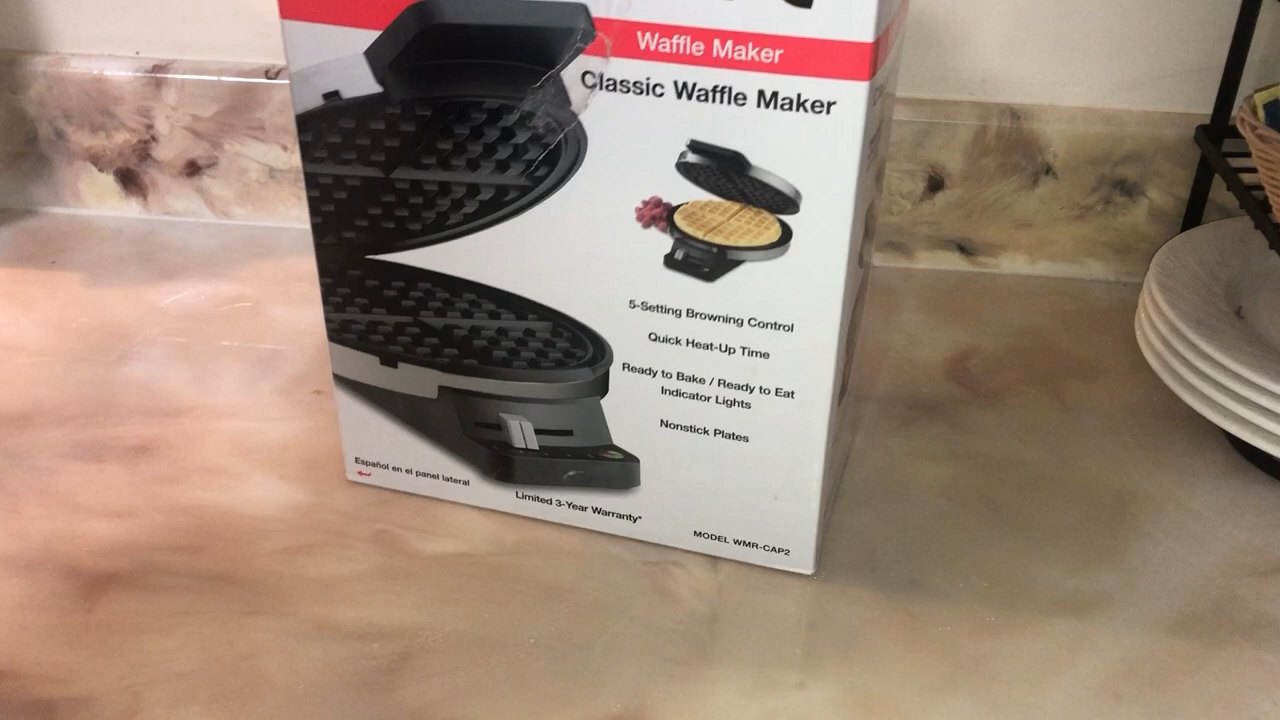 Waffle Maker
Classic Waffle Maker
5-Setting Browning Control
Quick Heat-Up Time
Ready to Bake / Ready to Eat
Indicator Lights
Nonstick Plates
Español en el panel lateral
Limited 3-Year Warranty*
MODEL WMR-CAP2